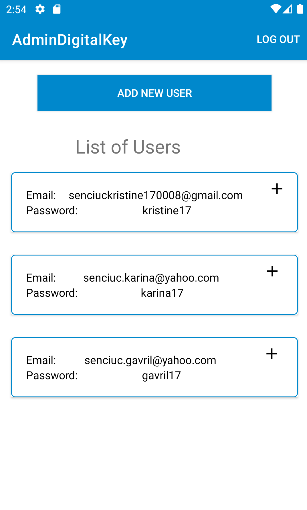 2:54
AdminDigitalKey
LOG OUT
ADD NEW USER
List of Users
Email: senciuckristine170008@gmail.com
Password: kristine17
Email: senciuc.karina@yahoo.com
Password: karina17
Email: senciuc.gavril@yahoo.com
Password: gavril17